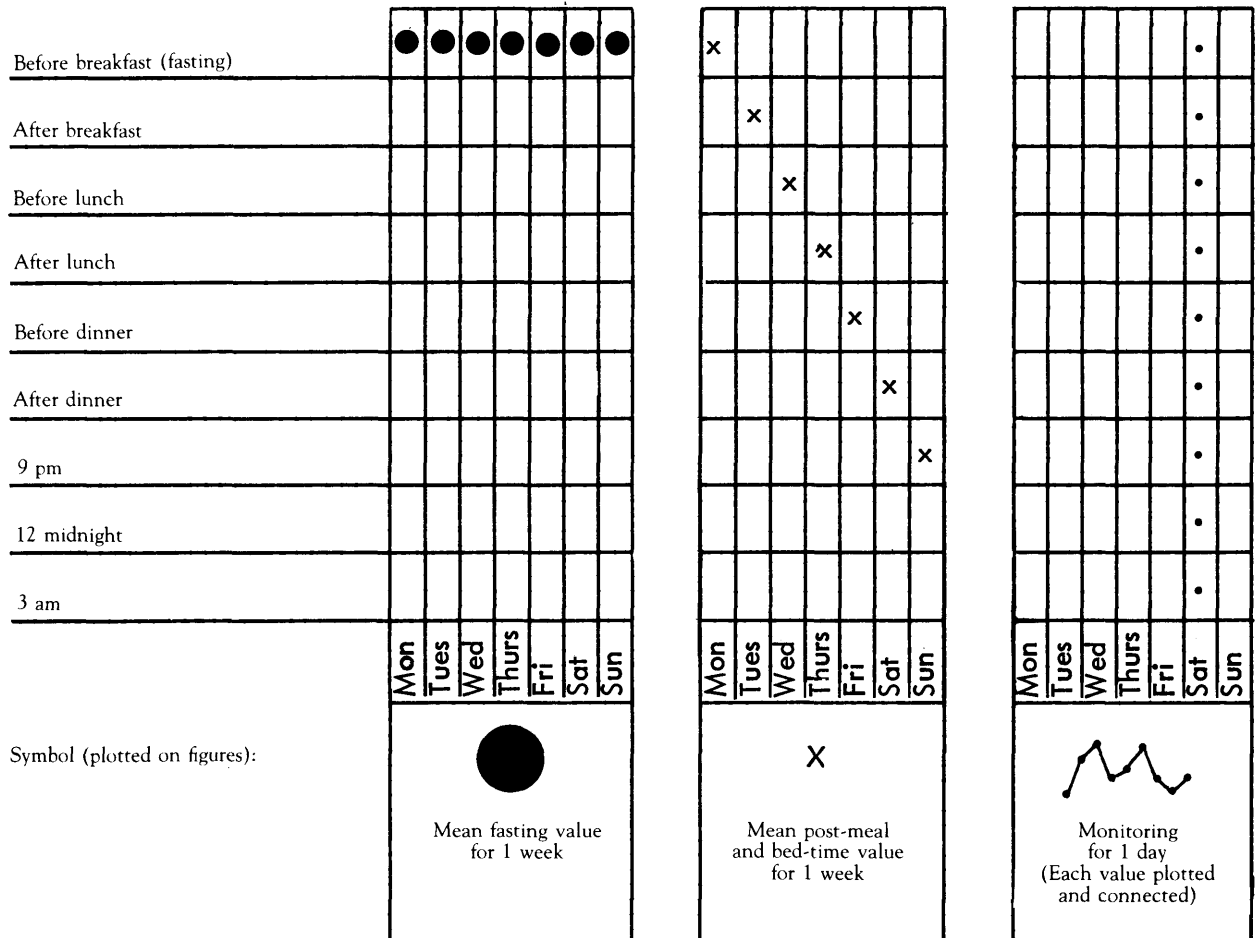 Before breakfast (fasting)
After breakfast
Before lunch
After lunch
Before dinner
After dinner
9 pm
12 midnight
3 am
Mon Tues Wed Thurs Fri Sat Sun
Mon Tues Wed Thurs Fri Sat Sun
Mon Tues Wed Thurs Fri Sat Sun
Symbol (plotted on figures):
Mean fasting value
for 1 week
X
Mean post-meal
and bed-time value
for 1 week
Monitoring
for 1 day
(Each value plotted
and connected)